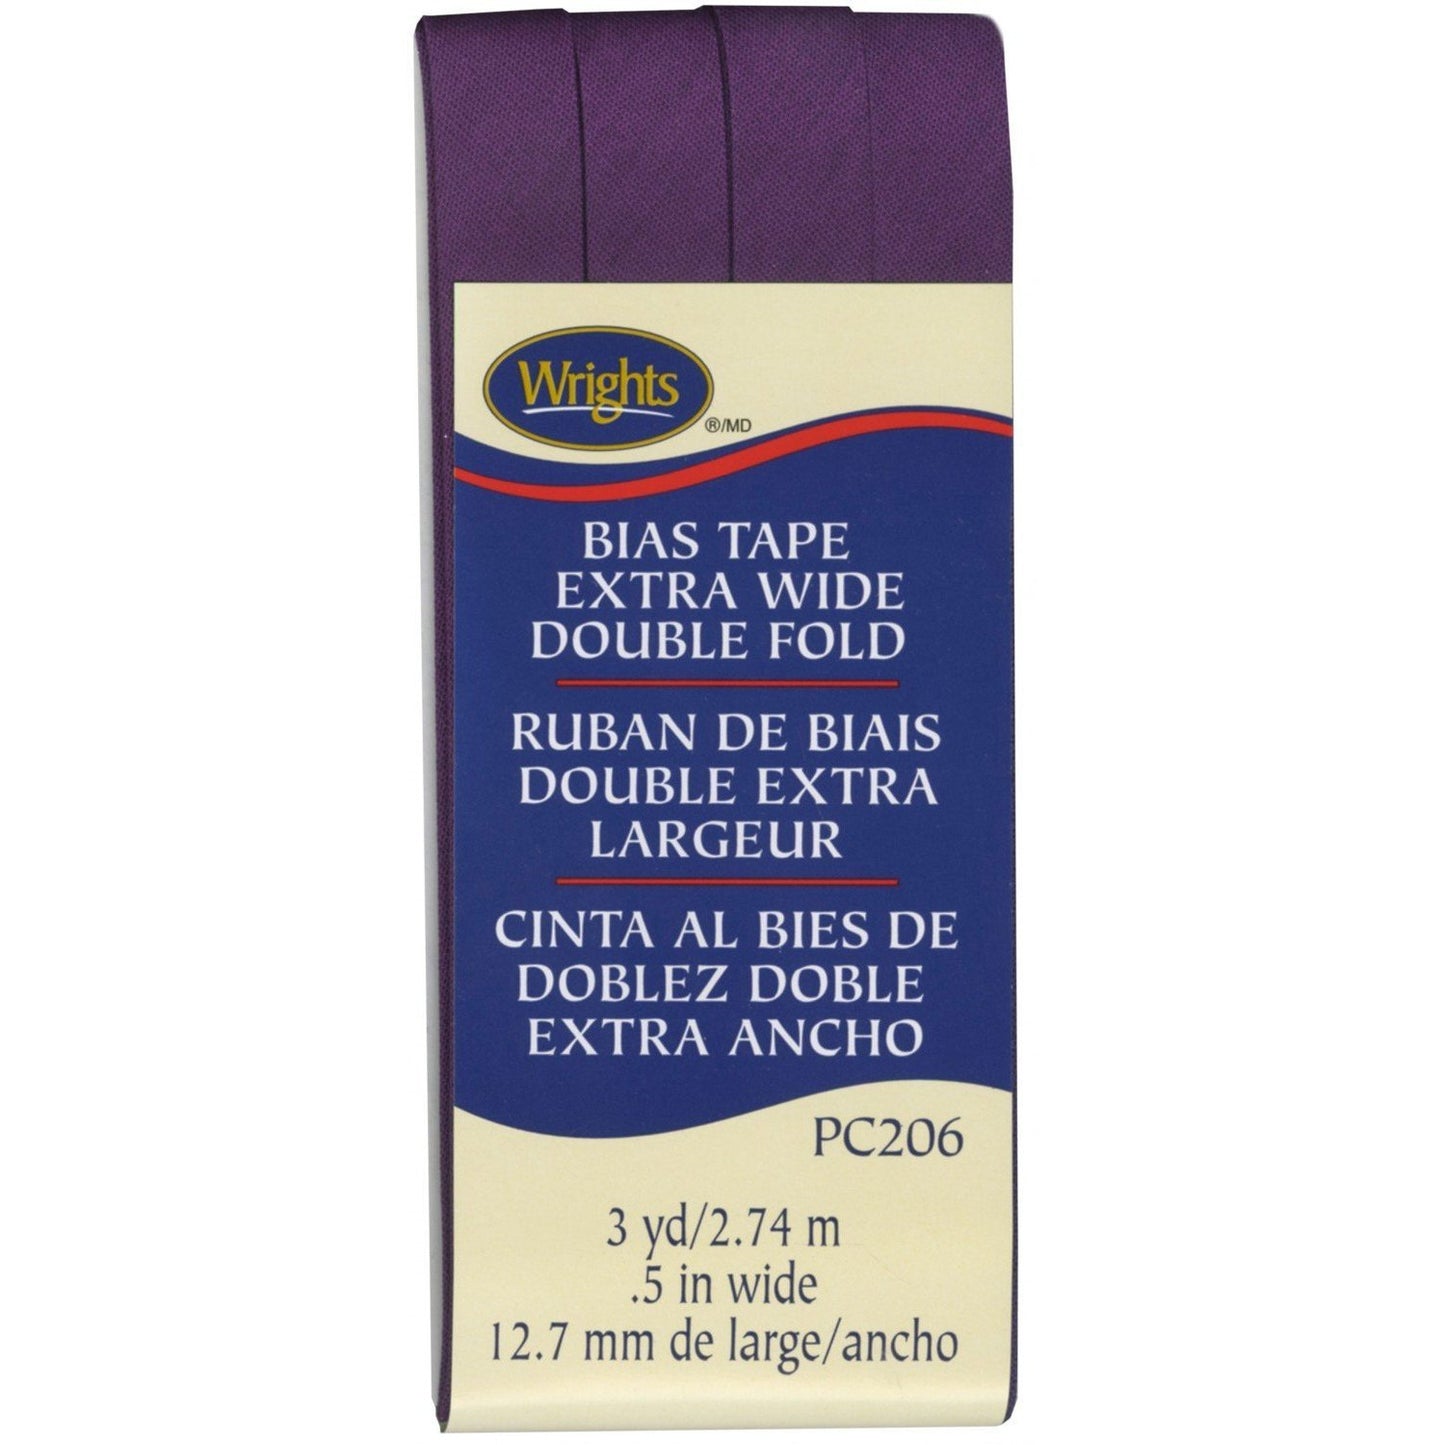 Wrights
®/MD
BIAS TAPE
EXTRA WIDE
DOUBLE FOLD
RUBAN DE BIAIS
DOUBLE EXTRA
LARGEUR
CINTA AL BIES DE
DOBLEZ DOBLE
EXTRA ANCHO
PC206
3 yd/2.74 m
.5 in wide
12.7 mm de large/ancho